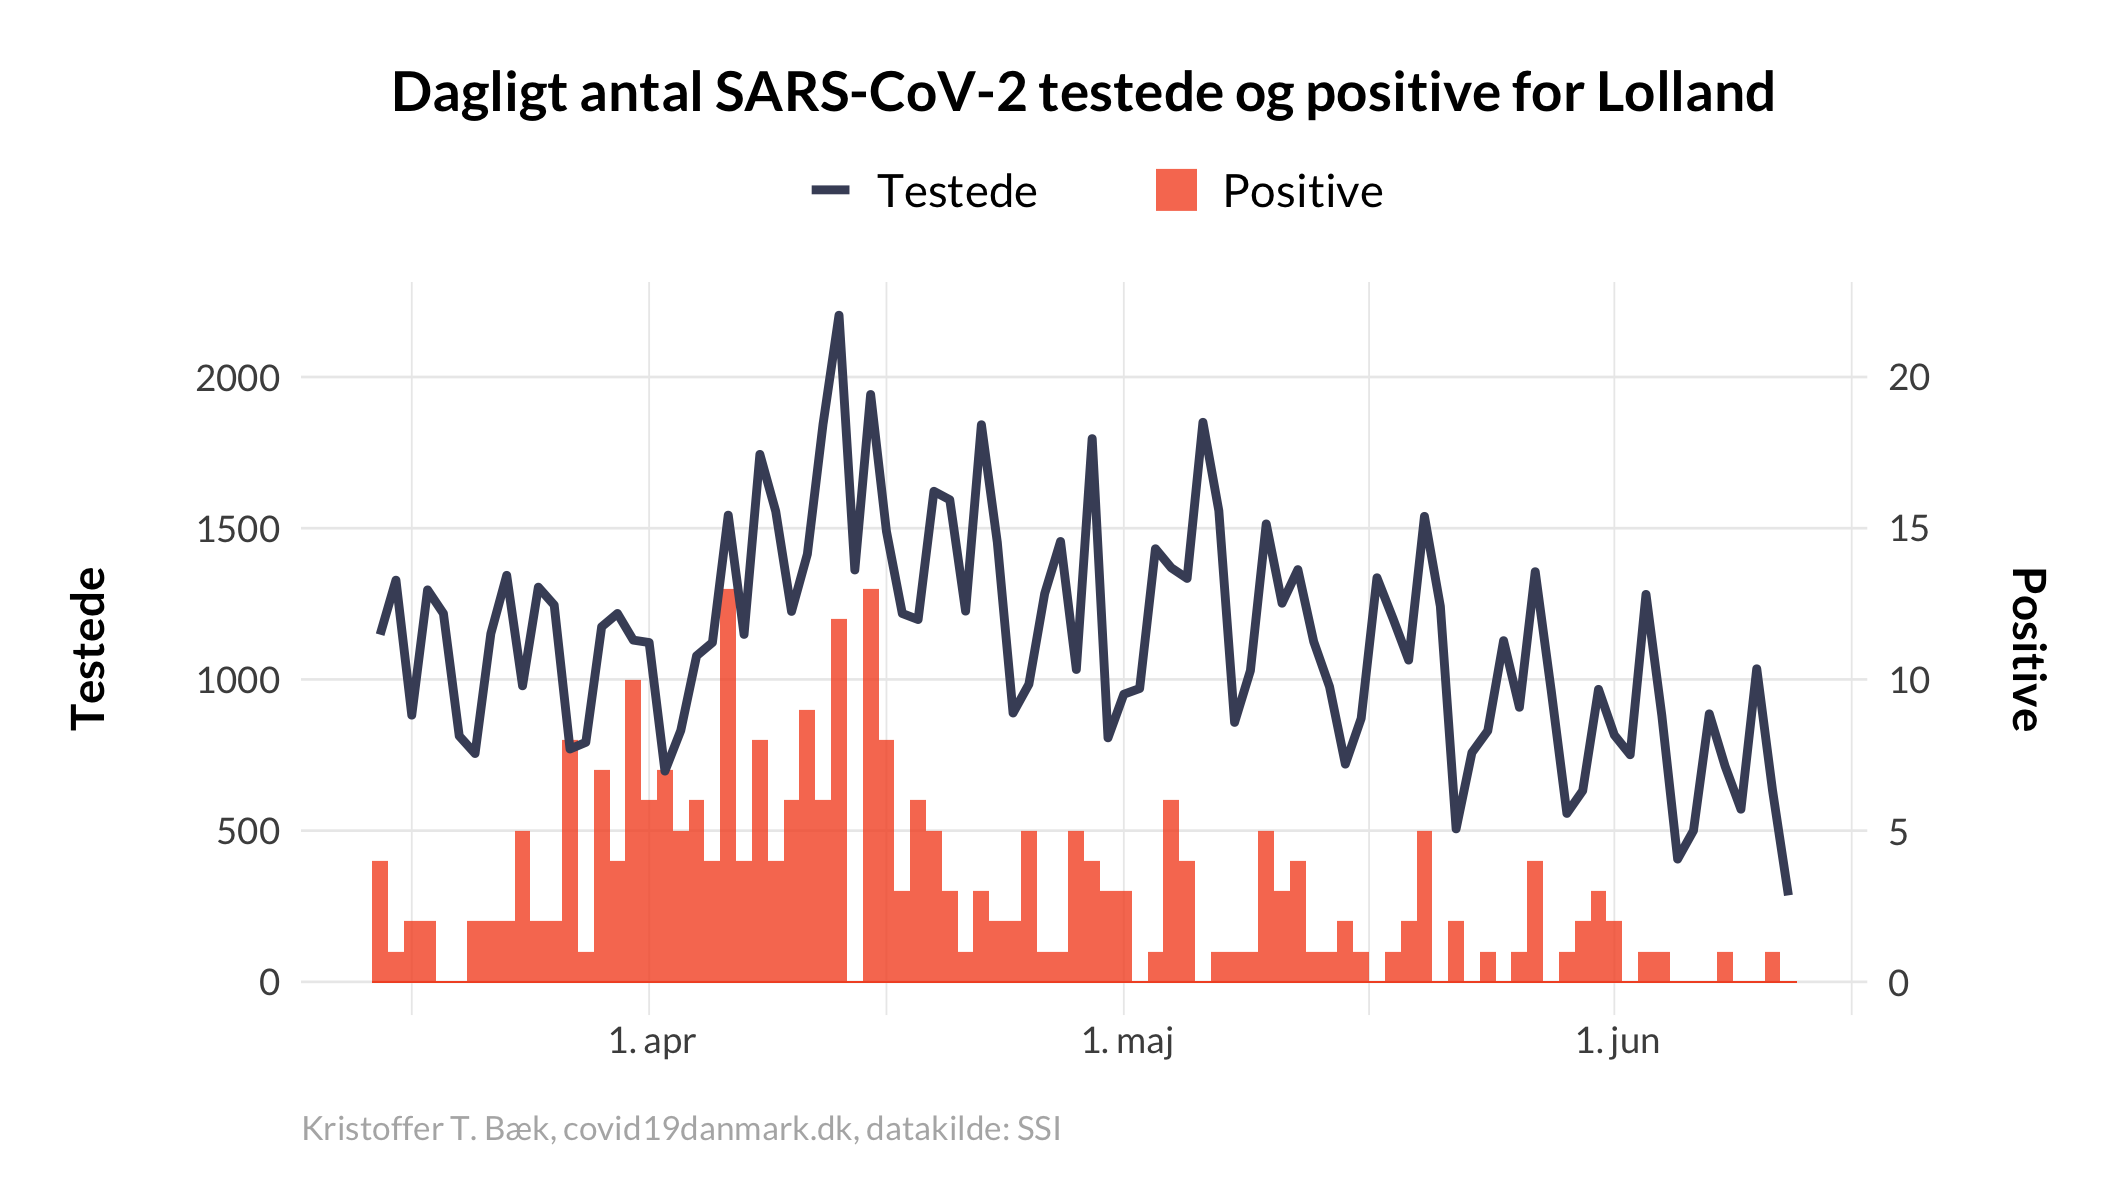 Dagligt antal SARS-CoV-2 testede og positive for Lolland
Testede
Positive
2000
1500
1000
500
0
20
15
10
5
0
Testede
Positive
1. apr
1. maj
1. jun
Kristoffer T. Bæk, covid19danmark.dk, datakilde: SSI